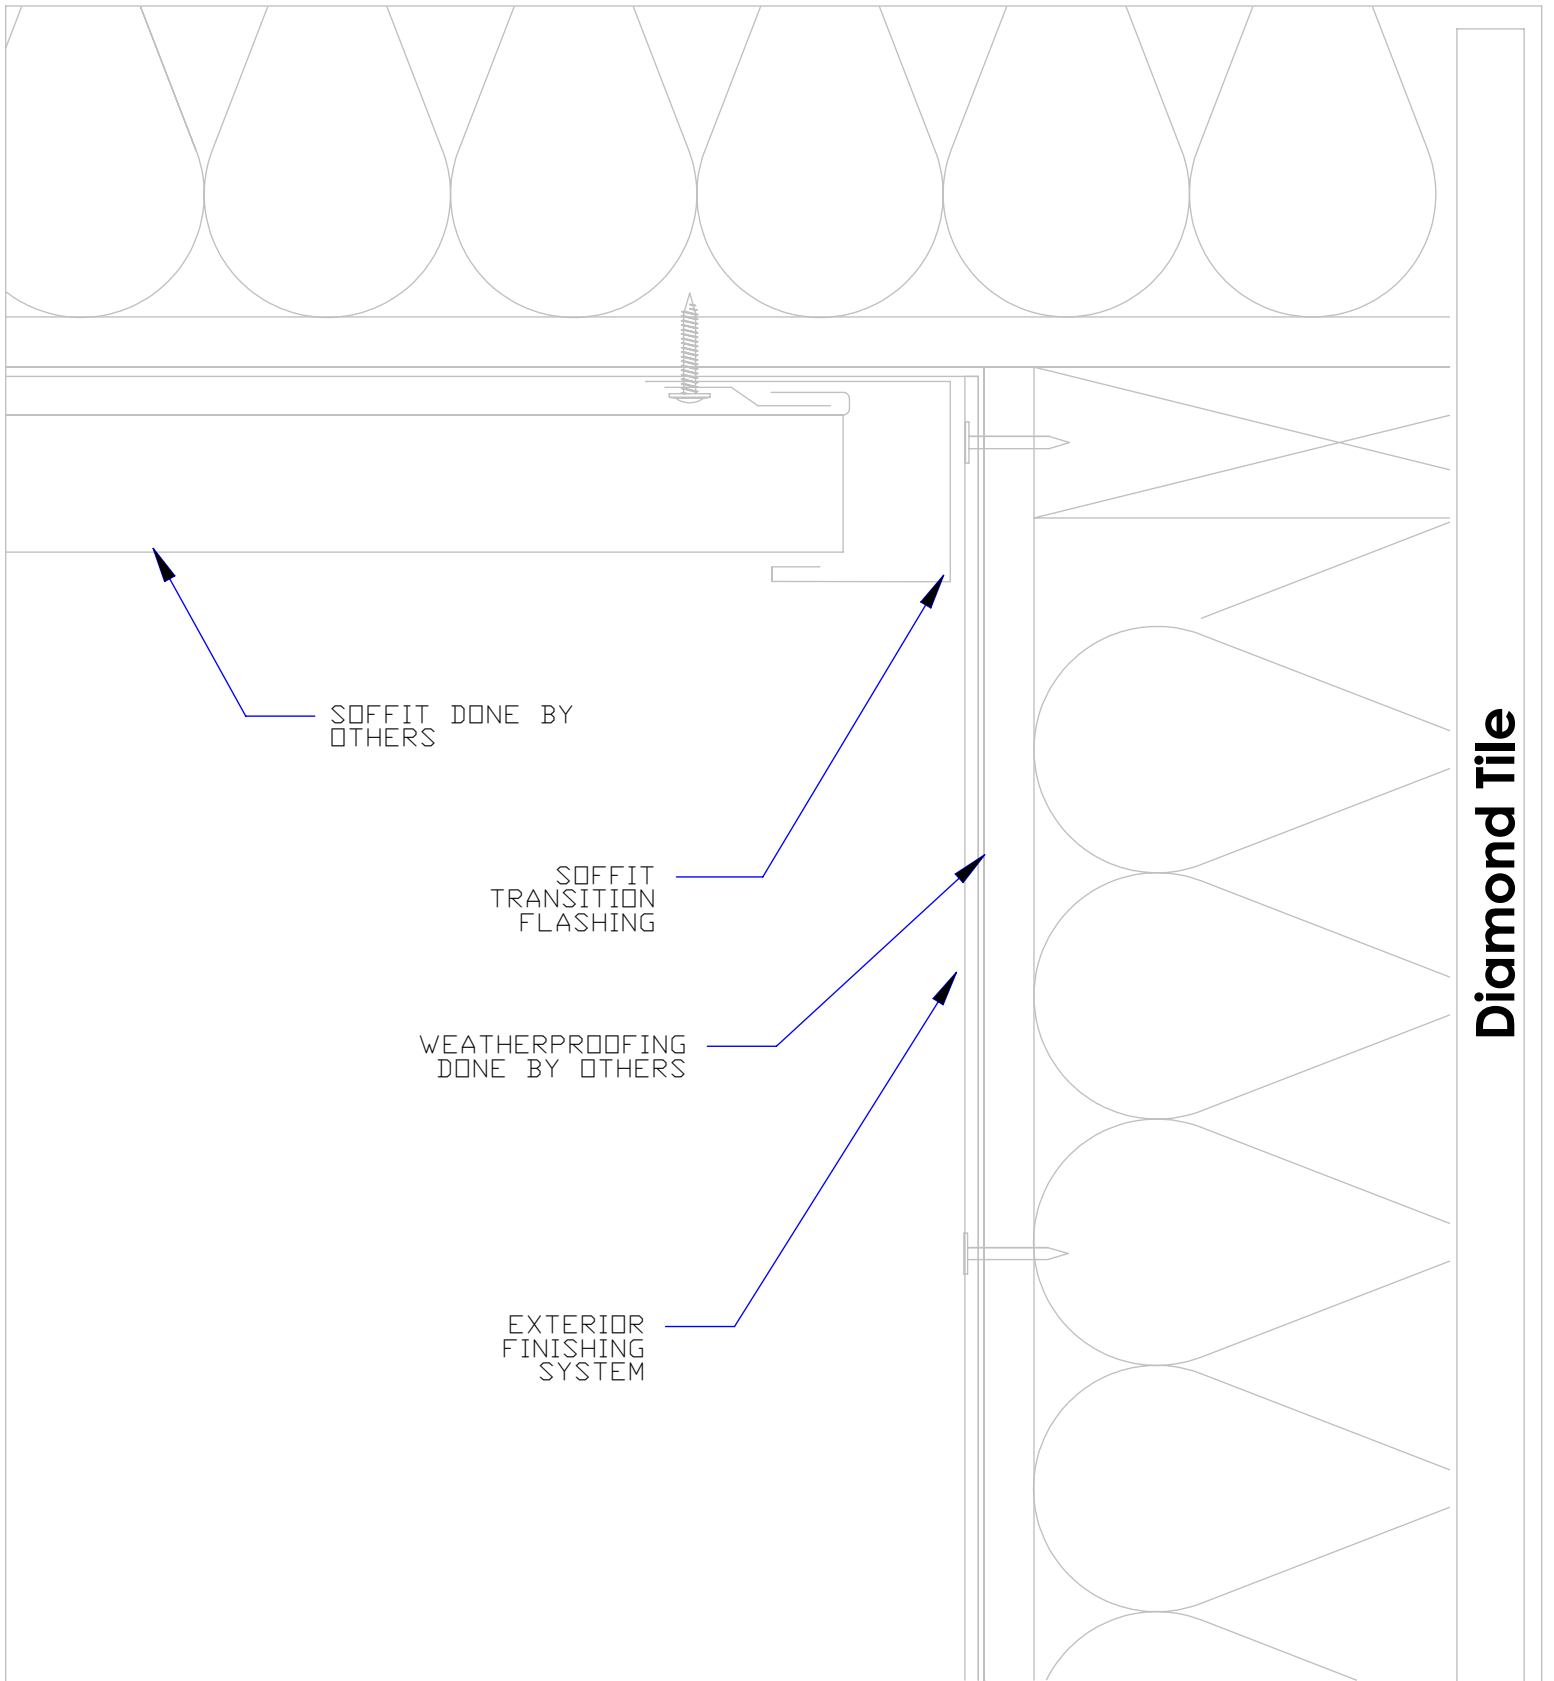 SOFFIT DONE BY
OTHERS
SOFFIT
TRANSITION
FLASHING
WEATHERPROOFING
DONE BY OTHERS
EXTERIOR
FINISHING
SYSTEM
Diamond Tile